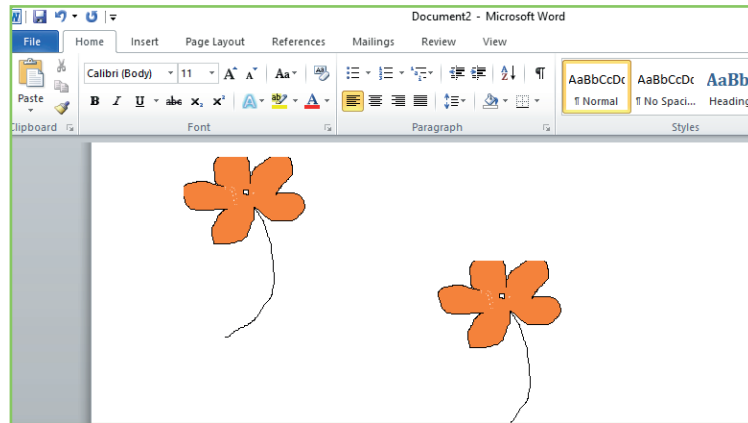 Document2 - Microsoft Word
File Home Insert Page Layout References Mailings Review View
Calibri (Body) 11 A A Aa
AaBbCcDc AaBbCcDc AaBb
Paste
B I U abc X₂ X² A ab A
¶ Normal ¶ No Spaci... Heading
Clipboard Font Paragraph Styles